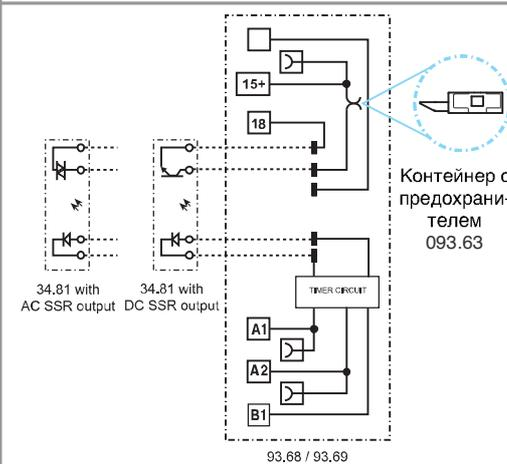 15+
18
Контейнер с
предохрани-
телем
093.63
34.81 with
AC SSR output
34.81 with
DC SSR output
TIMER CIRCUIT
A1
A2
B1
93.68 / 93.69